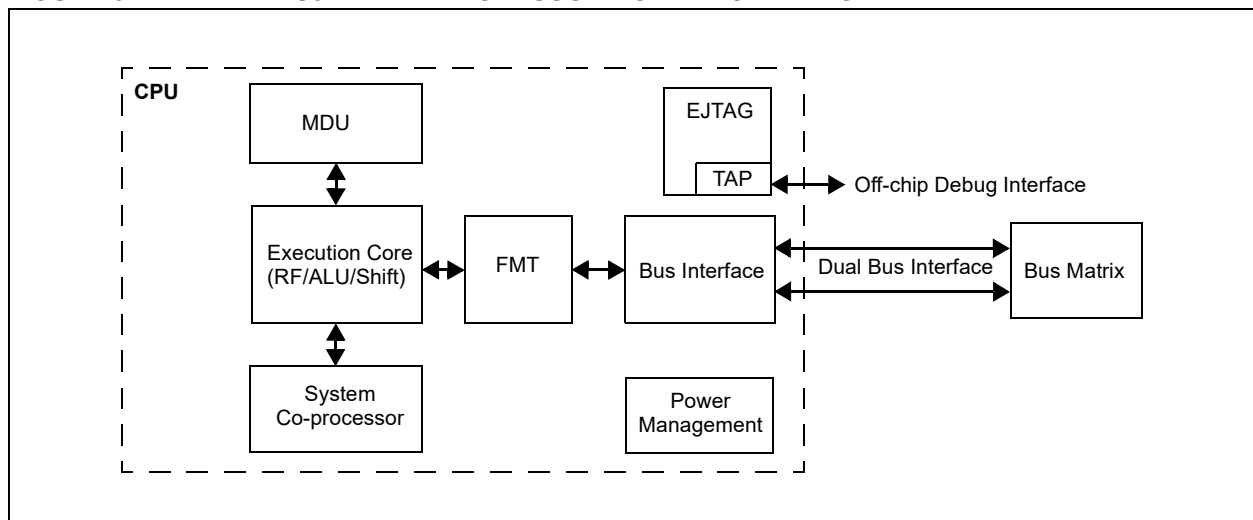 CPU
MDU
EJTAG
TAP
Off-chip Debug Interface
Execution Core
(RF/ALU/Shift)
FMT
Bus Interface
Dual Bus Interface
Bus Matrix
System
Co-processor
Power
Management